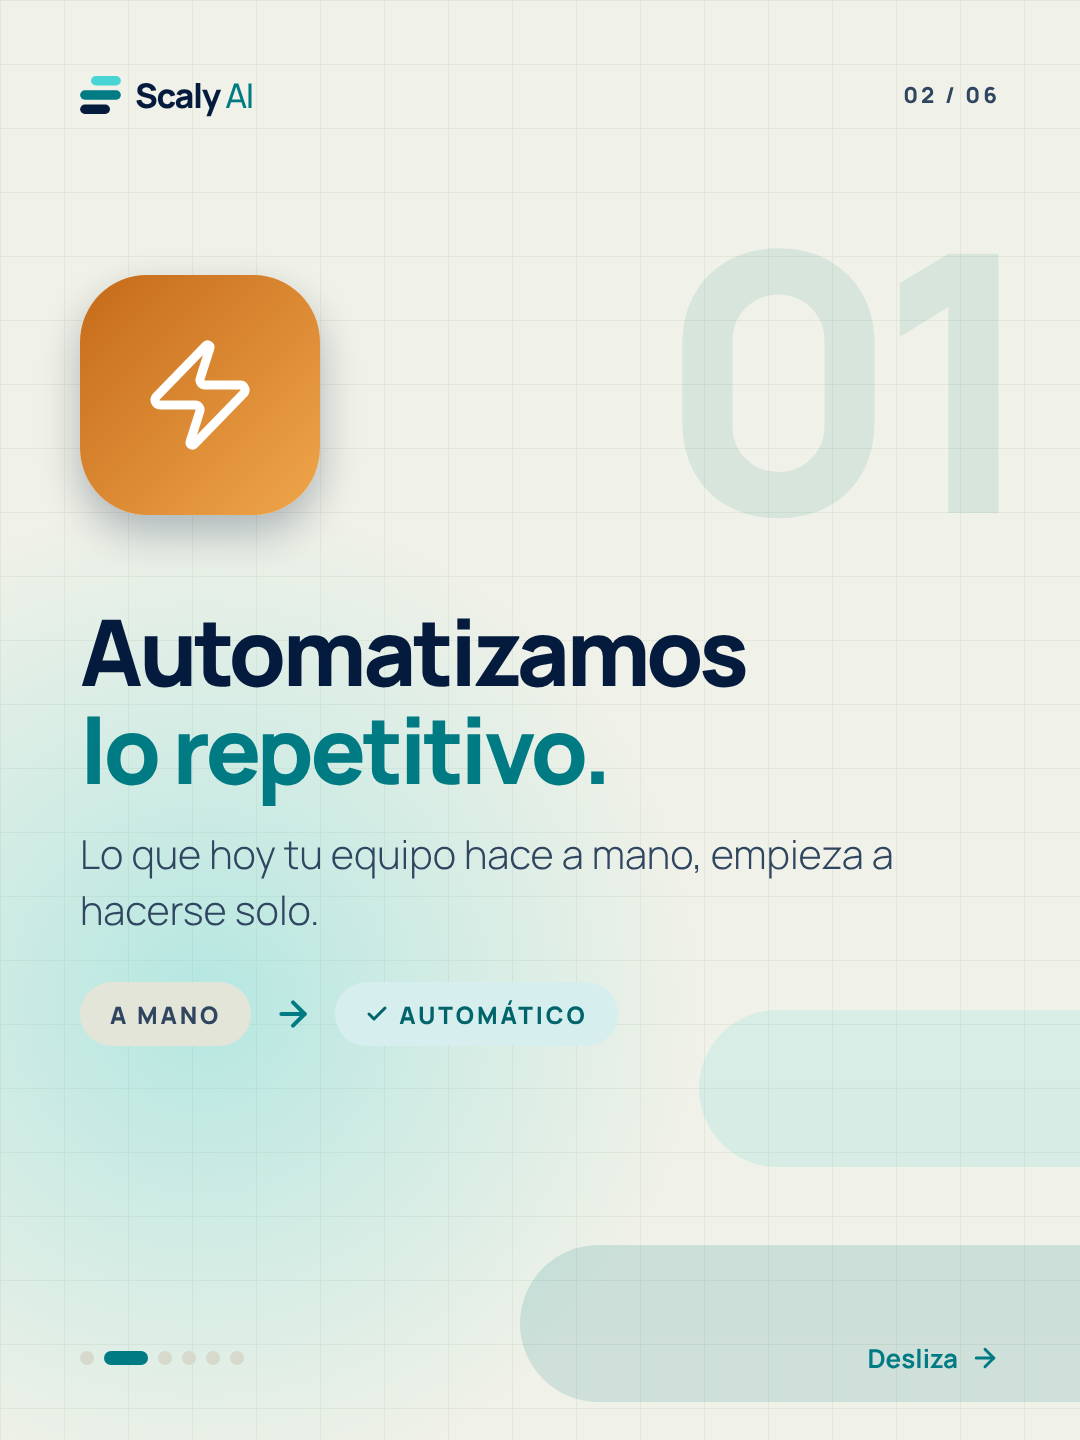 Scaly AI
02 / 06
01
Automatizamos
lo repetitivo.
Lo que hoy tu equipo hace a mano, empieza a
hacerse solo.
A MANO → ✓ AUTOMÁTICO
Desliza →